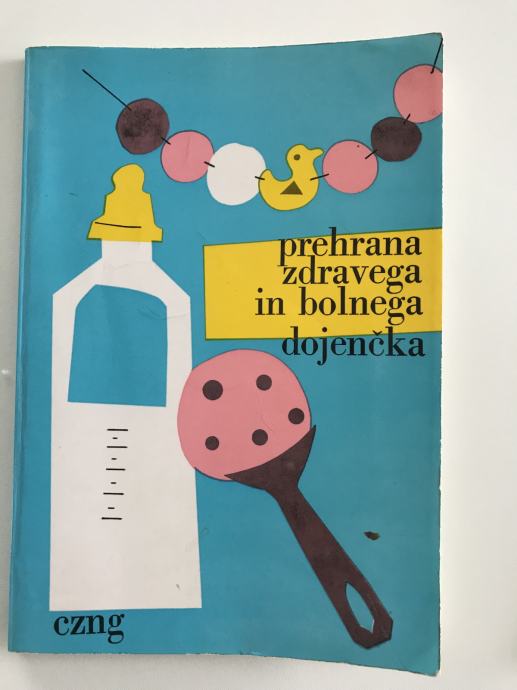 prehrana
zdravega
in bolnega
dojenčka
czng